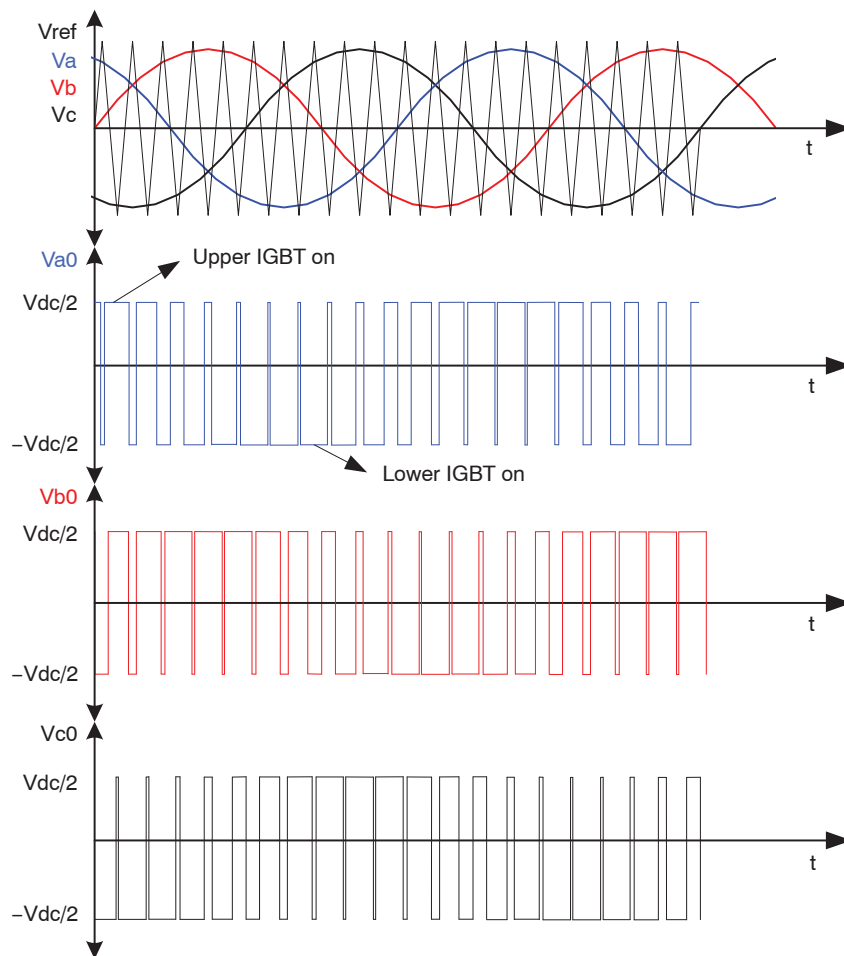 Vref
Va
Vb
Vc
t
Va0
Upper IGBT on
Vdc/2
t
−Vdc/2
Lower IGBT on
Vb0
Vdc/2
t
−Vdc/2
Vc0
Vdc/2
t
−Vdc/2